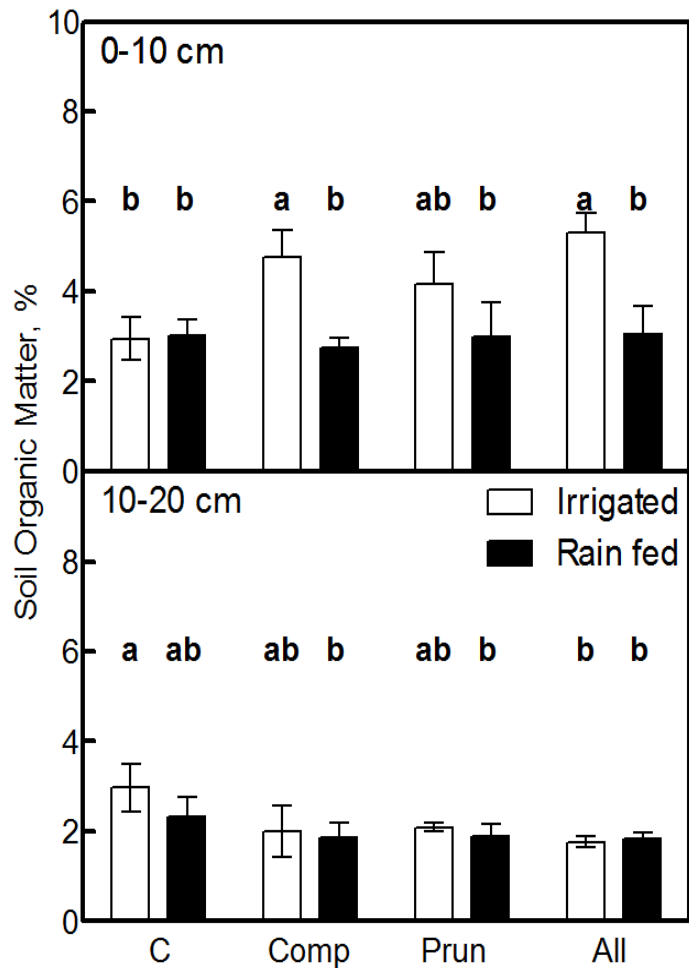 10
0-10 cm
8
b b a b ab b a b
6
4
2
0
Soil Organic Matter, %
10-20 cm
Irrigated
8
Rain fed
a ab ab b ab b b b
6
4
2
0
C Comp Prun All